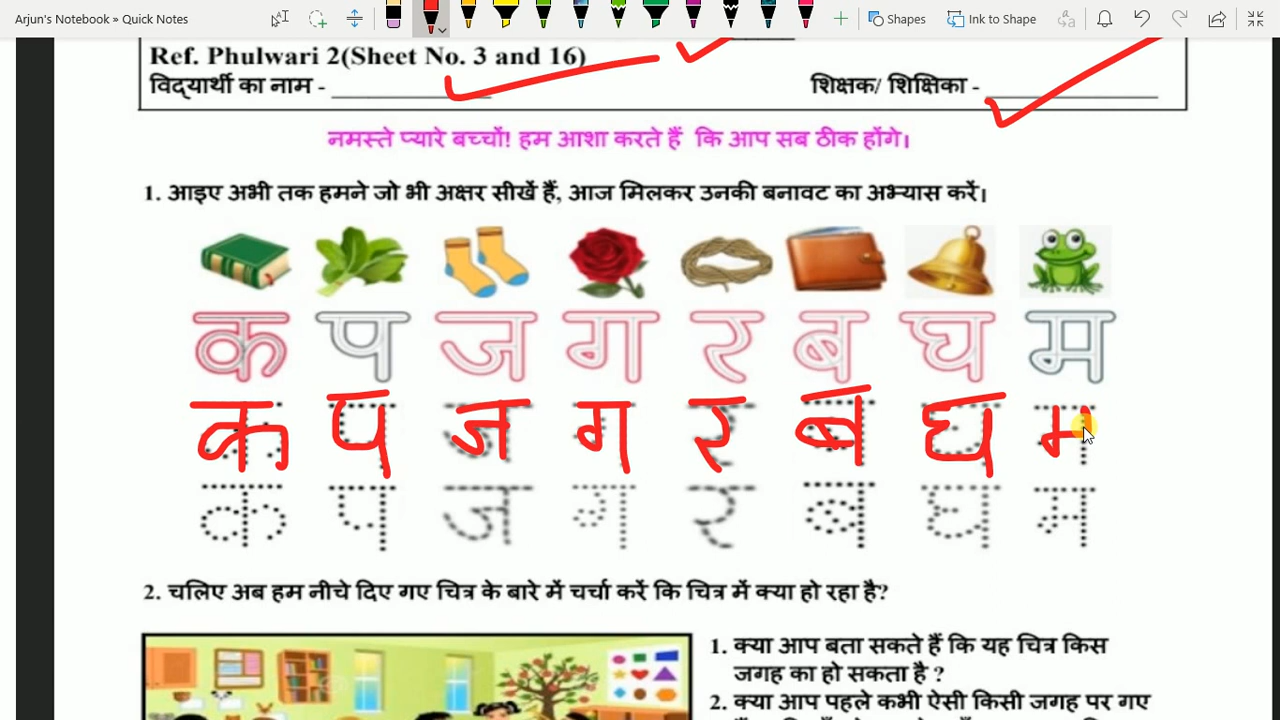 Arjun's Notebook » Quick Notes
Shapes
Ink to Shape
Ref. Phulwari 2(Sheet No. 3 and 16)
विद्यार्थी का नाम - ____________
शिक्षक/ शिक्षिका - ____________
नमस्ते प्यारे बच्चों! हम आशा करते हैं कि आप सब ठीक होंगे।
1. आइए अभी तक हमने जो भी अक्षर सीखें हैं, आज मिलकर उनकी बनावट का अभ्यास करें।
क प ज ग र ब घ म
क प ज ग र ब घ म
क प ज ग र ब घ म
2. चलिए अब हम नीचे दिए गए चित्र के बारे में चर्चा करें कि चित्र में क्या हो रहा है?
1. क्या आप बता सकते हैं कि यह चित्र किस
जगह का हो सकता है ?
2. क्या आप पहले कभी ऐसी किसी जगह पर गए